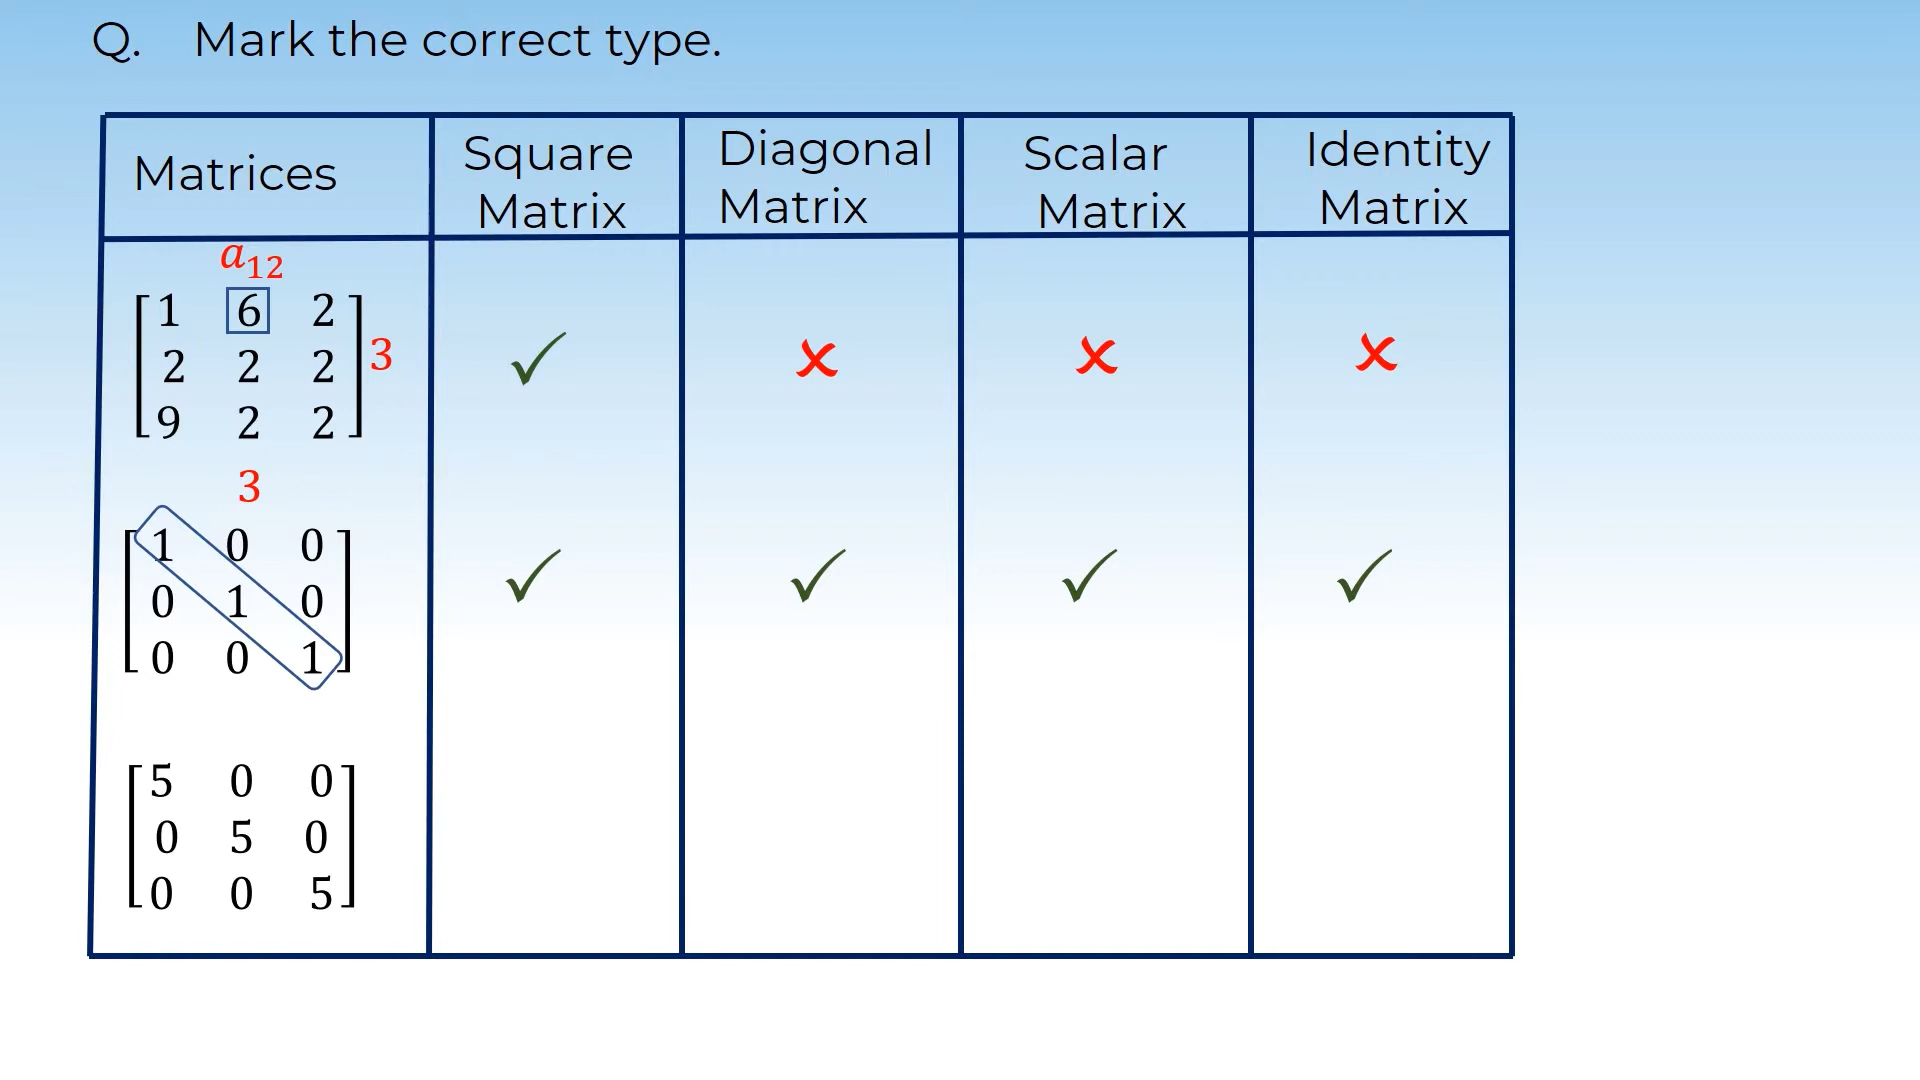 Q. Mark the correct type.
Matrices Square Matrix Diagonal Matrix Scalar Matrix Identity Matrix
a12
1 6 2
2 2 2 3 ✓ ✗ ✗ ✗
9 2 2
3
1 0 0
0 1 0 ✓ ✓ ✓ ✓
0 0 1
5 0 0
0 5 0
0 0 5